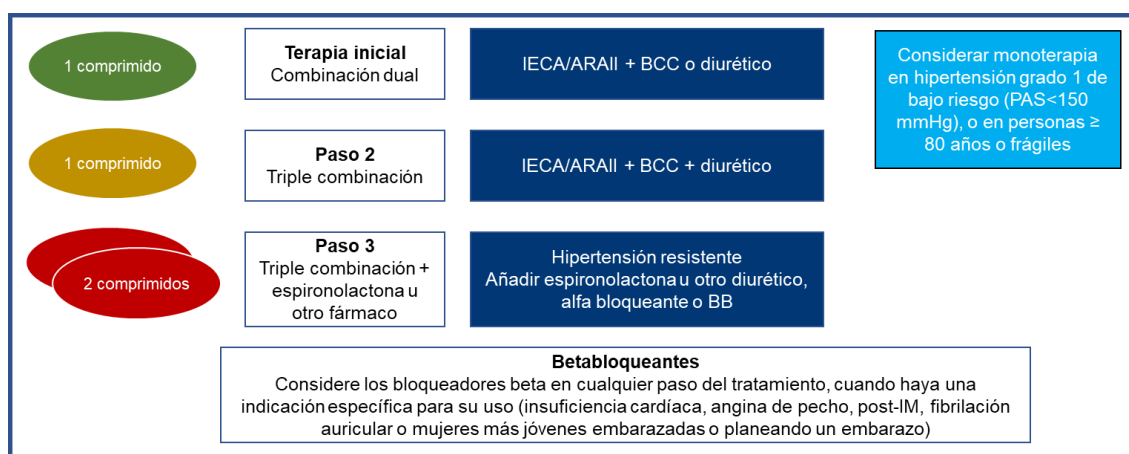 1 comprimido
Terapia inicial
Combinación dual
IECA/ARAII + BCC o diurético
Considerar monoterapia
en hipertensión grado 1 de
bajo riesgo (PAS<150
mmHg), o en personas ≥
80 años o frágiles
1 comprimido
Paso 2
Triple combinación
IECA/ARAII + BCC + diurético
2 comprimidos
Paso 3
Triple combinación +
espironolactona u
otro fármaco
Hipertensión resistente
Añadir espironolactona u otro diurético,
alfa bloqueante o BB
Betabloqueantes
Considere los bloqueadores beta en cualquier paso del tratamiento, cuando haya una
indicación específica para su uso (insuficiencia cardíaca, angina de pecho, post-IM, fibrilación
auricular o mujeres más jóvenes embarazadas o planeando un embarazo)